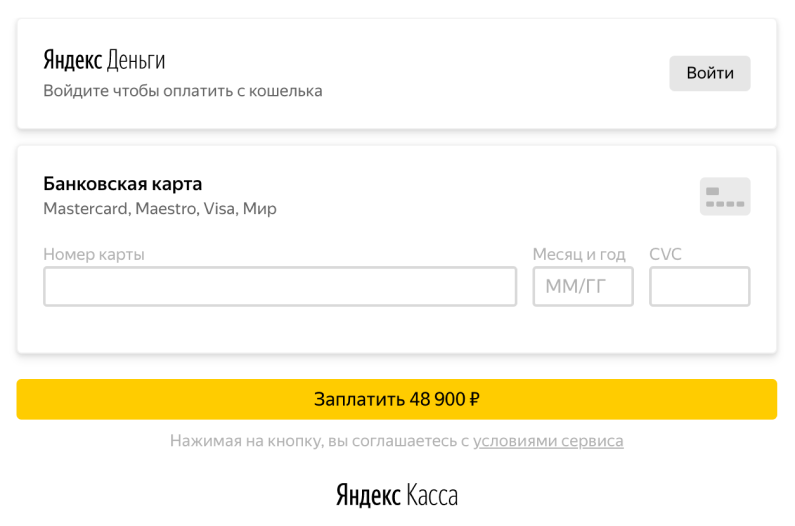 Яндекс Деньги
Войдите чтобы оплатить с кошелька
Войти
Банковская карта
Mastercard, Maestro, Visa, Мир
Номер карты
Месяц и год
CVC
ММ/ГГ
Заплатить 48 900 ₽
Нажимая на кнопку, вы соглашаетесь с условиями сервиса
Яндекс Касса